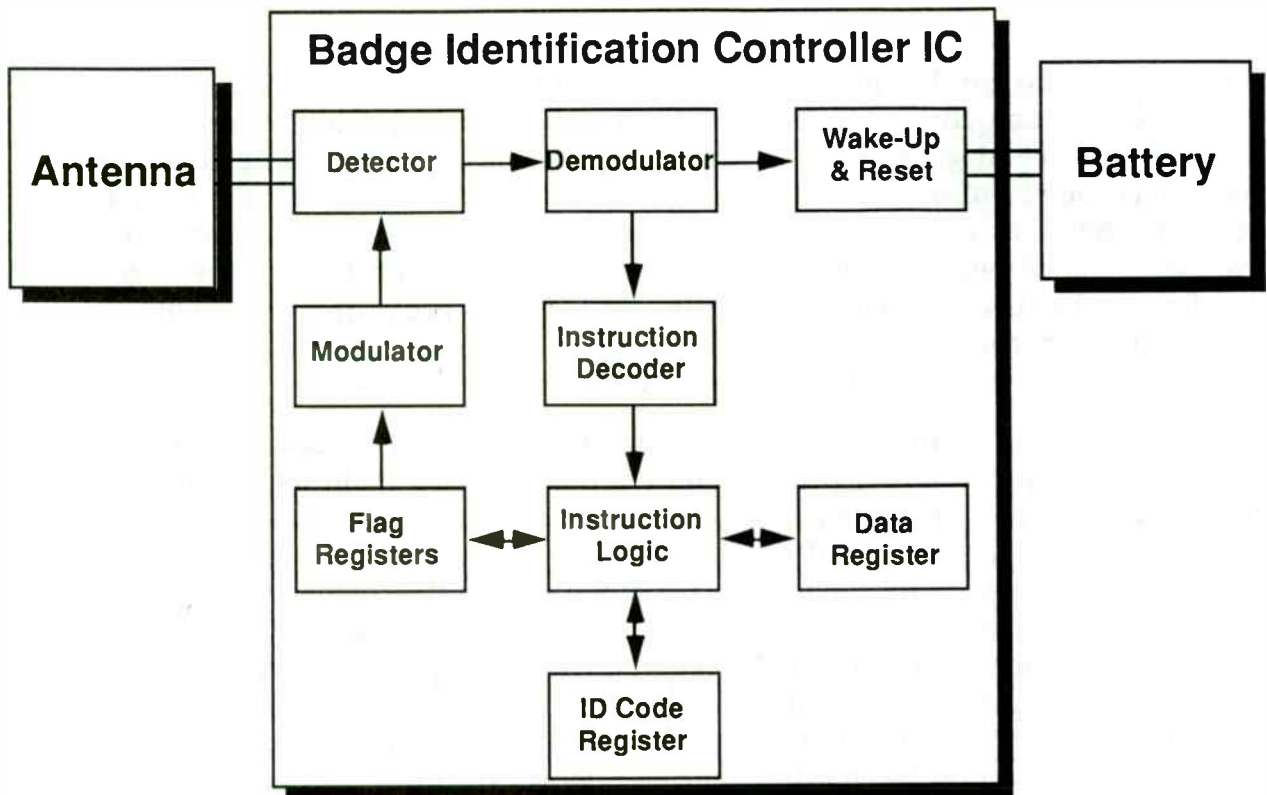 Badge Identification Controller IC
Antenna
Detector
Demodulator
Wake-Up
& Reset
Battery
Modulator
Instruction
Decoder
Flag
Registers
Instruction
Logic
Data
Register
ID Code
Register